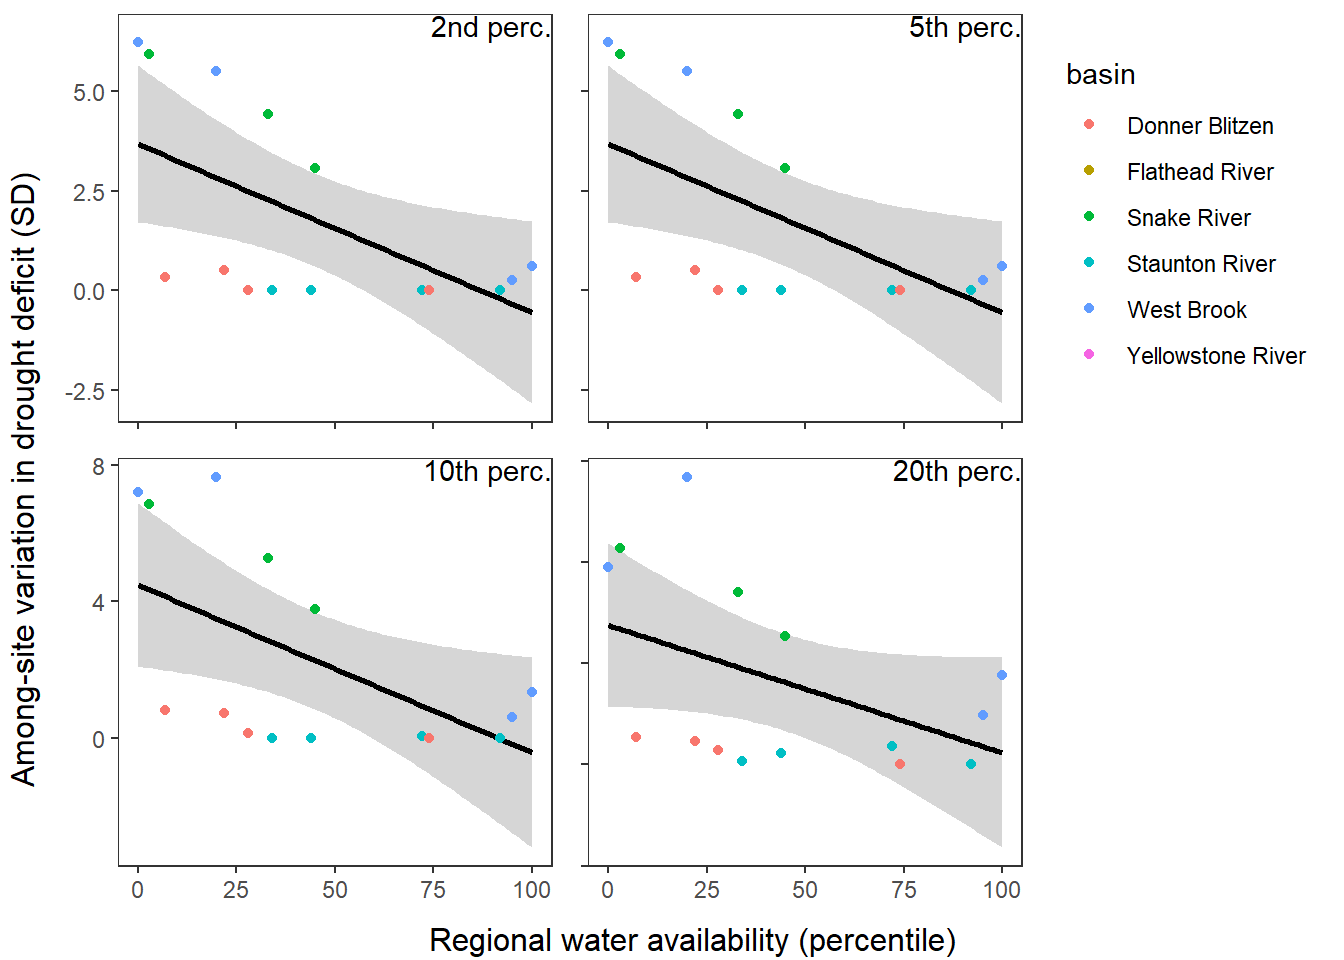 2nd perc.
5th perc.
5.0
2.5
0.0
-2.5
10th perc.
20th perc.
8
4
0
0
25
50
75
100
0
25
50
75
100
Regional water availability (percentile)
Among-site variation in drought deficit (SD)
basin
Donner Blitzen
Flathead River
Snake River
Staunton River
West Brook
Yellowstone River